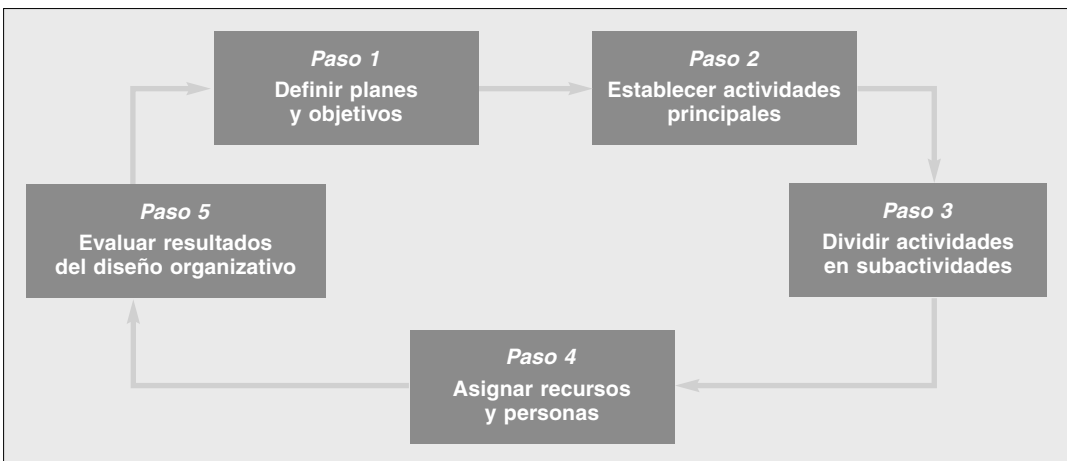 Paso 1
Definir planes
y objetivos
Paso 2
Establecer actividades
principales
Paso 3
Dividir actividades
en subactividades
Paso 4
Asignar recursos
y personas
Paso 5
Evaluar resultados
del diseño organizativo